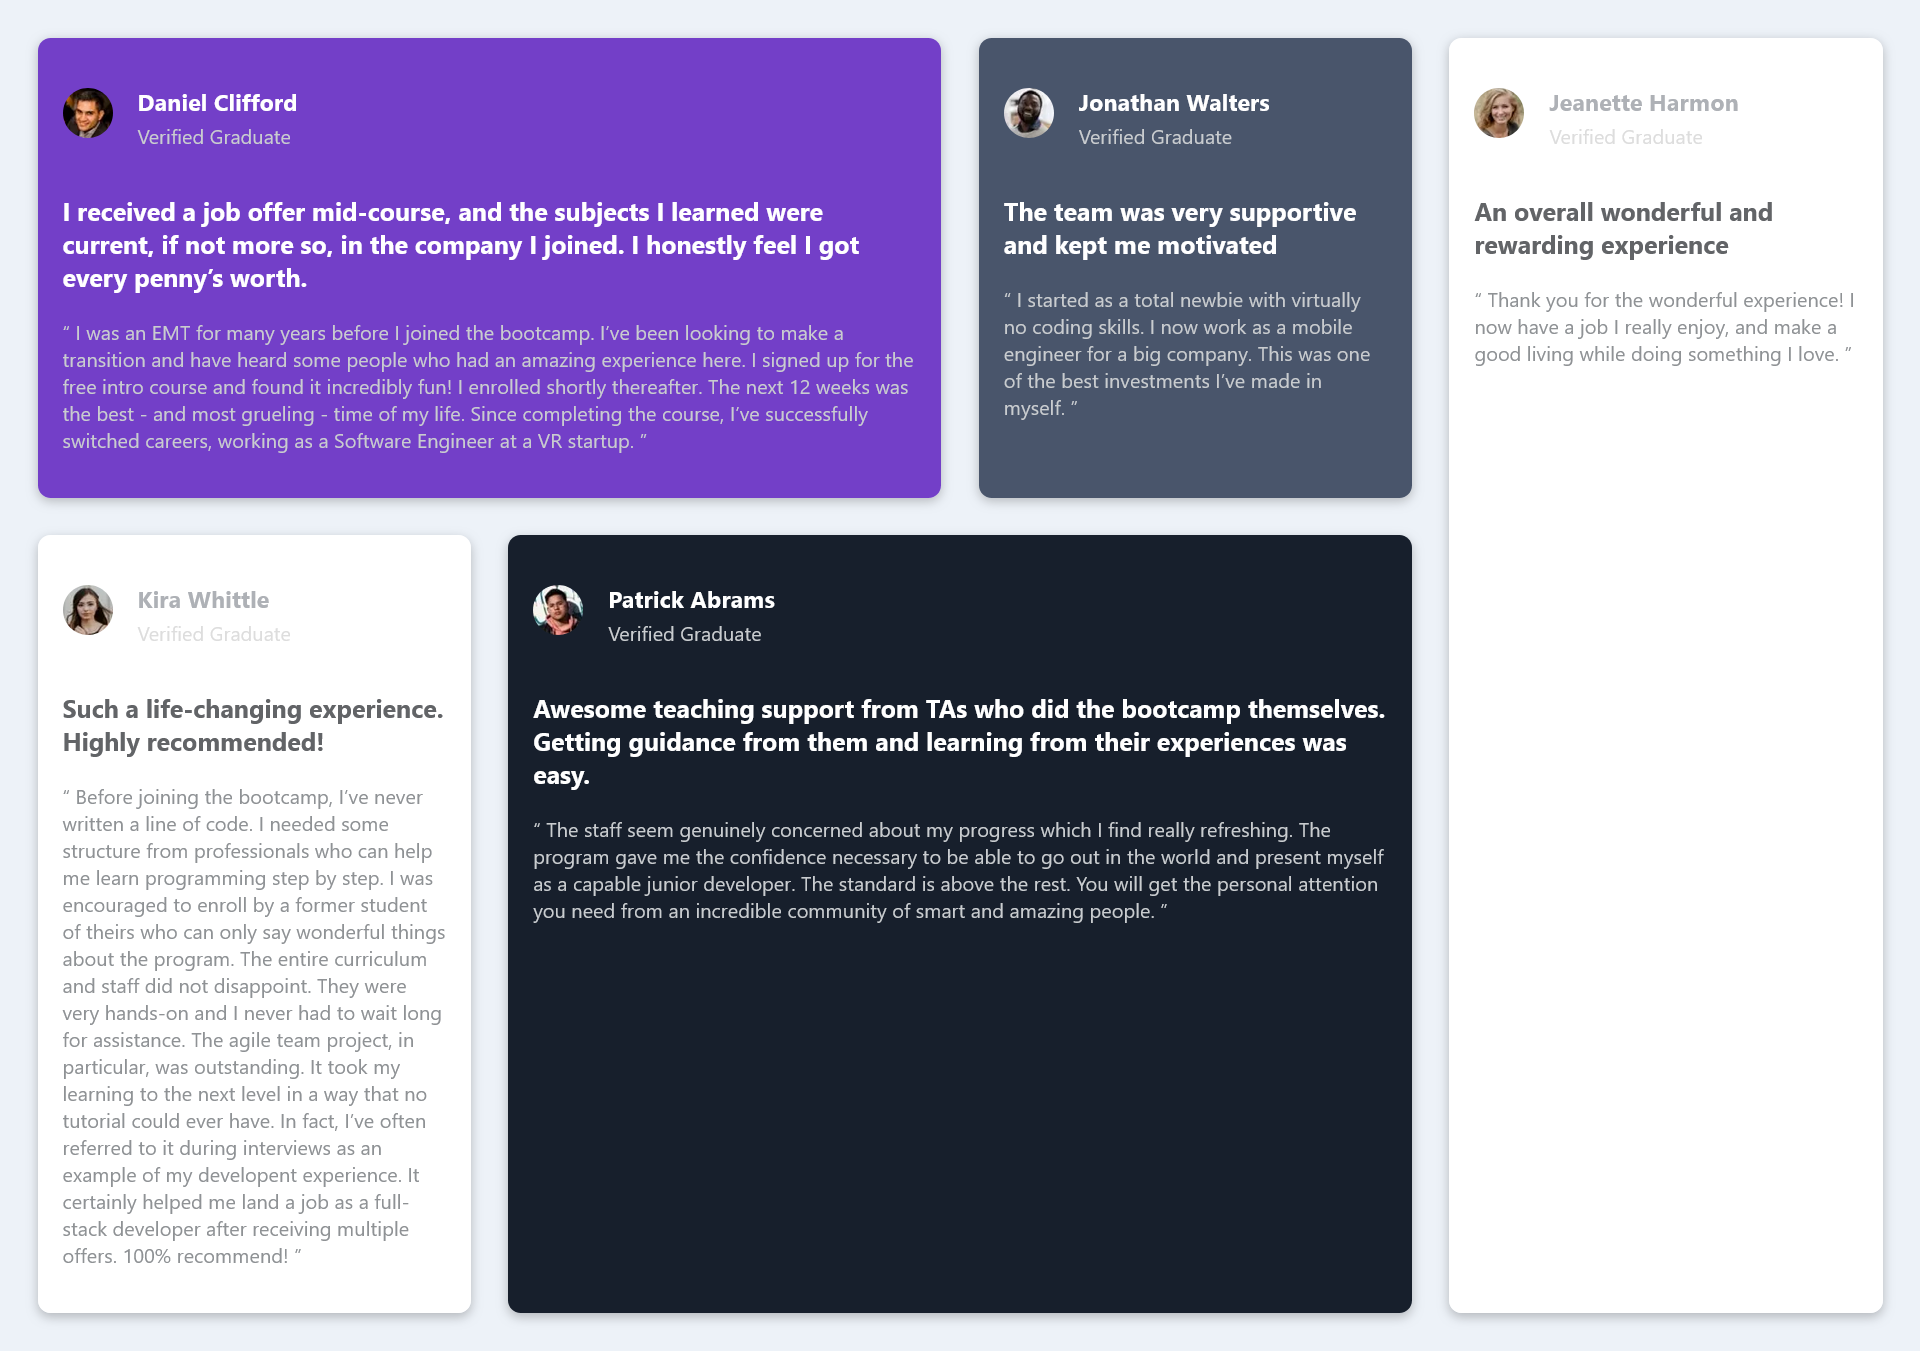 Daniel Clifford
Verified Graduate
I received a job offer mid-course, and the subjects I learned were
current, if not more so, in the company I joined. I honestly feel I got
every penny’s worth.
“ I was an EMT for many years before I joined the bootcamp. I’ve been looking to make a
transition and have heard some people who had an amazing experience here. I signed up for the
free intro course and found it incredibly fun! I enrolled shortly thereafter. The next 12 weeks was
the best - and most grueling - time of my life. Since completing the course, I’ve successfully
switched careers, working as a Software Engineer at a VR startup. ”
Jonathan Walters
Verified Graduate
The team was very supportive
and kept me motivated
“ I started as a total newbie with virtually
no coding skills. I now work as a mobile
engineer for a big company. This was one
of the best investments I’ve made in
myself. ”
Jeanette Harmon
Verified Graduate
An overall wonderful and
rewarding experience
“ Thank you for the wonderful experience! I
now have a job I really enjoy, and make a
good living while doing something I love. ”
Kira Whittle
Verified Graduate
Such a life-changing experience.
Highly recommended!
“ Before joining the bootcamp, I’ve never
written a line of code. I needed some
structure from professionals who can help
me learn programming step by step. I was
encouraged to enroll by a former student
of theirs who can only say wonderful things
about the program. The entire curriculum
and staff did not disappoint. They were
very hands-on and I never had to wait long
for assistance. The agile team project, in
particular, was outstanding. It took my
learning to the next level in a way that no
tutorial could ever have. In fact, I’ve often
referred to it during interviews as an
example of my developent experience. It
certainly helped me land a job as a full-
stack developer after receiving multiple
offers. 100% recommend! “
Patrick Abrams
Verified Graduate
Awesome teaching support from TAs who did the bootcamp themselves.
Getting guidance from them and learning from their experiences was
easy.
“ The staff seem genuinely concerned about my progress which I find really refreshing. The
program gave me the confidence necessary to be able to go out in the world and present myself
as a capable junior developer. The standard is above the rest. You will get the personal attention
you need from an incredible community of smart and amazing people. ”